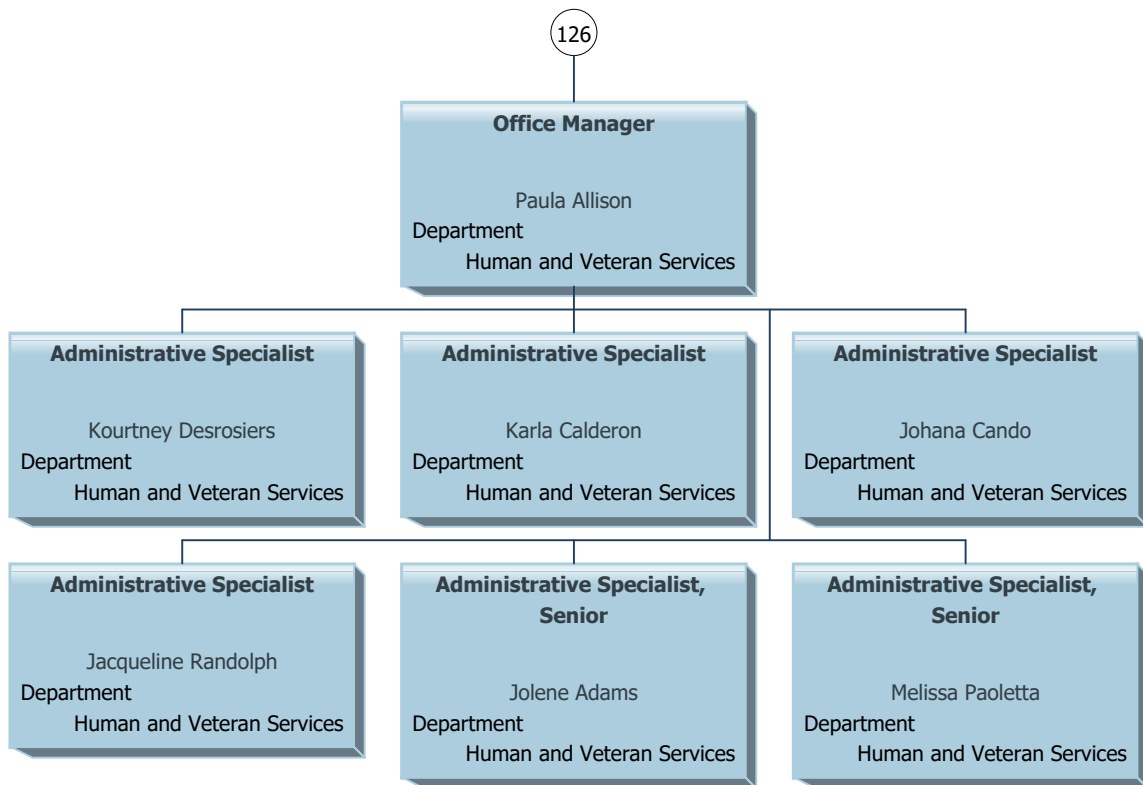 126
Office Manager
Paula Allison
Department
Human and Veteran Services
Administrative Specialist
Kourtney Desrosiers
Department
Human and Veteran Services
Administrative Specialist
Karla Calderon
Department
Human and Veteran Services
Administrative Specialist
Johana Cando
Department
Human and Veteran Services
Administrative Specialist
Jacqueline Randolph
Department
Human and Veteran Services
Administrative Specialist,
Senior
Jolene Adams
Department
Human and Veteran Services
Administrative Specialist,
Senior
Melissa Paoletta
Department
Human and Veteran Services